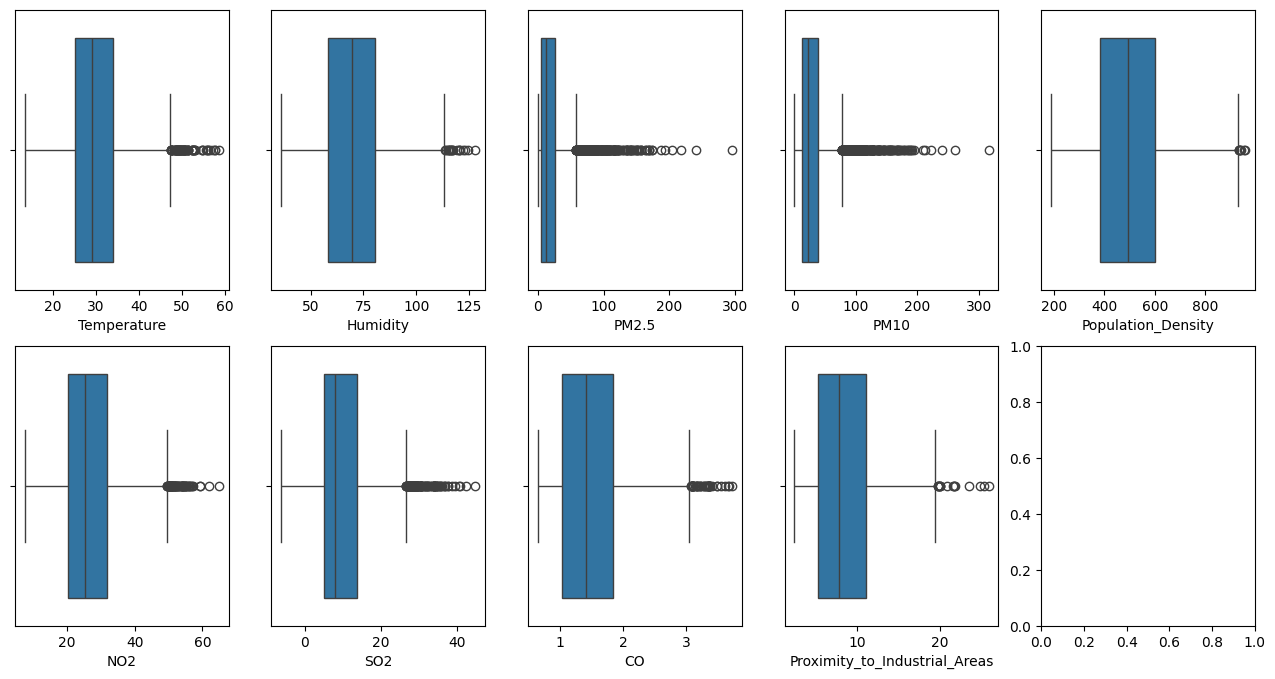 20 30 40 50 60
Temperature
50 75 100 125
Humidity
0 100 200 300
PM2.5
0 100 200 300
PM10
200 400 600 800
Population_Density
20 40 60
NO2
0 20 40
SO2
1 2 3
CO
10 20
Proximity_to_Industrial_Areas
1.0
0.8
0.6
0.4
0.2
0.0
0.0 0.2 0.4 0.6 0.8 1.0